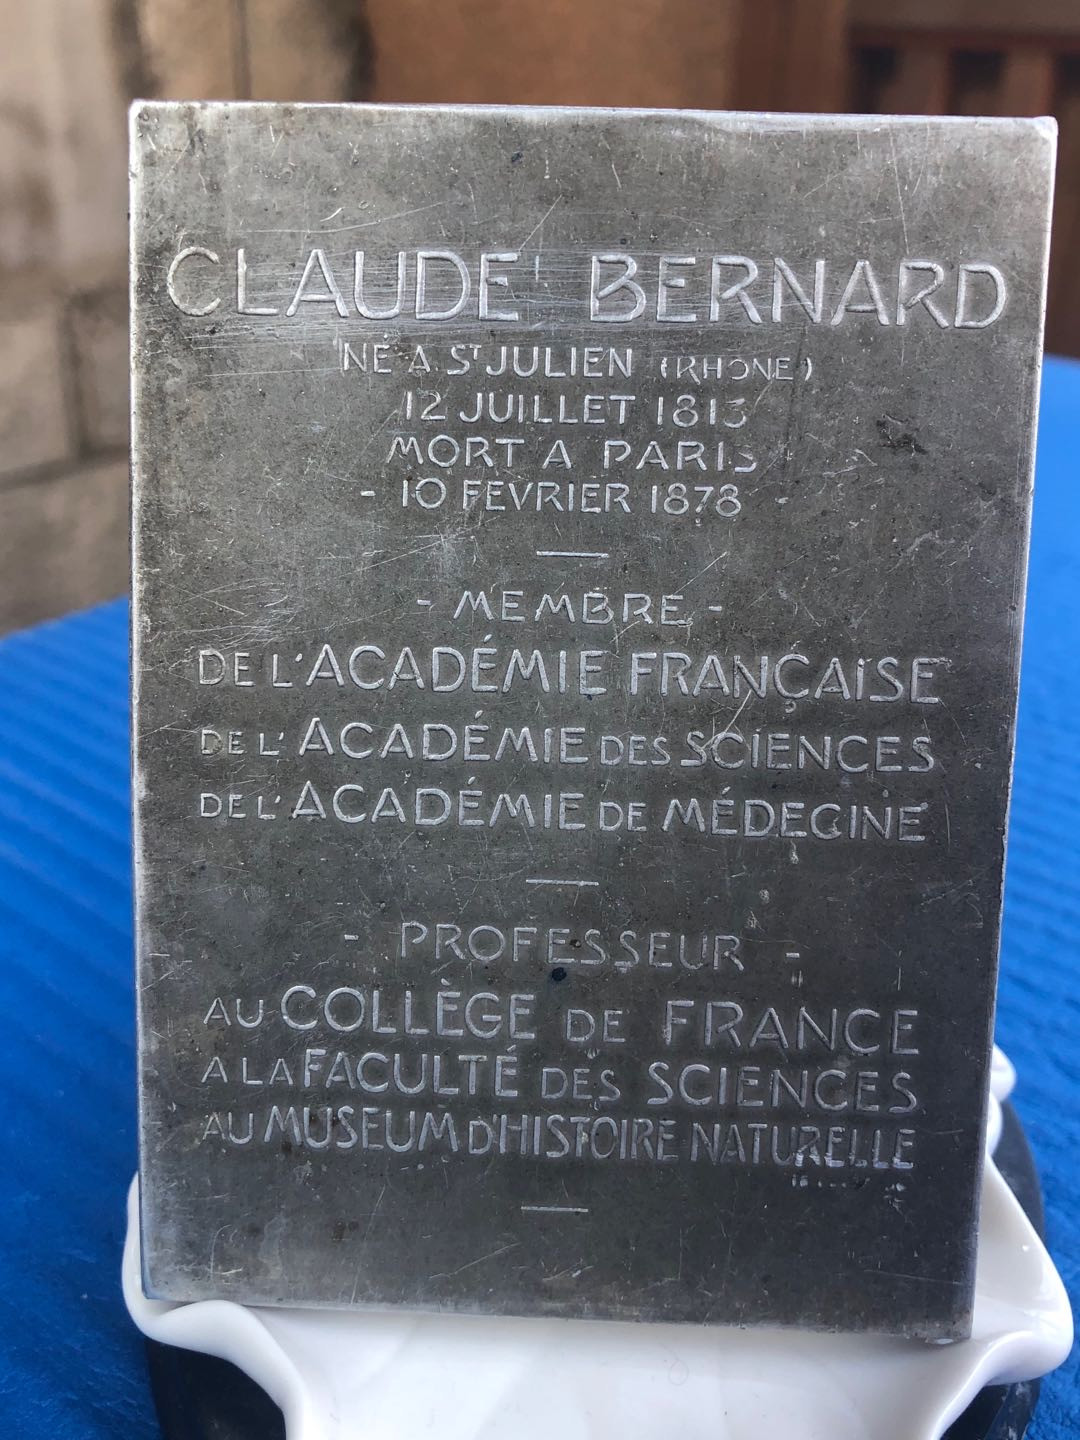 CLAUDE BERNARD
NÉ A ST JULIEN (RHONE)
12 JUILLET 1813
MORT A PARIS
- 10 FEVRIER 1878
- MEMBRE -
DE L'ACADÉMIE FRANÇAISE
DE L'ACADÉMIE DES SCIENCES
DE L'ACADÉMIE DE MÉDECINE
- PROFESSEUR -
AU COLLÈGE DE FRANCE
A LA FACULTÉ DES SCIENCES
AU MUSEUM D'HISTOIRE NATURELLE